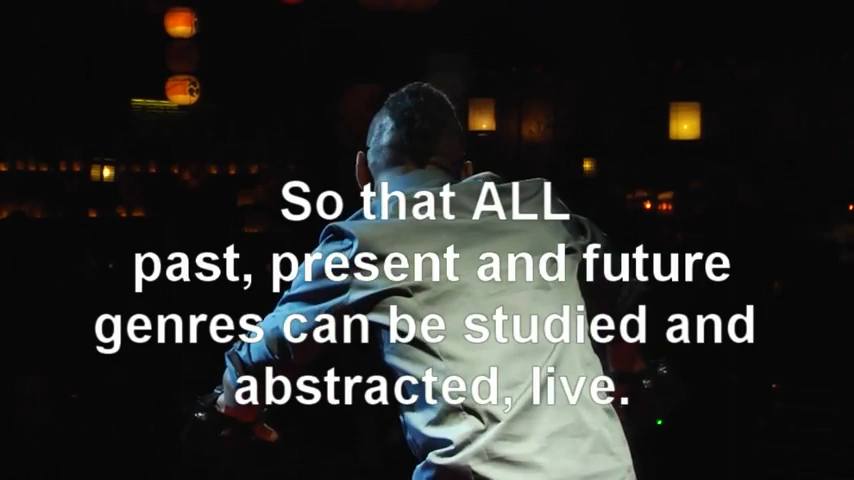 So that ALL
past, present and future
genres can be studied and
abstracted, live.